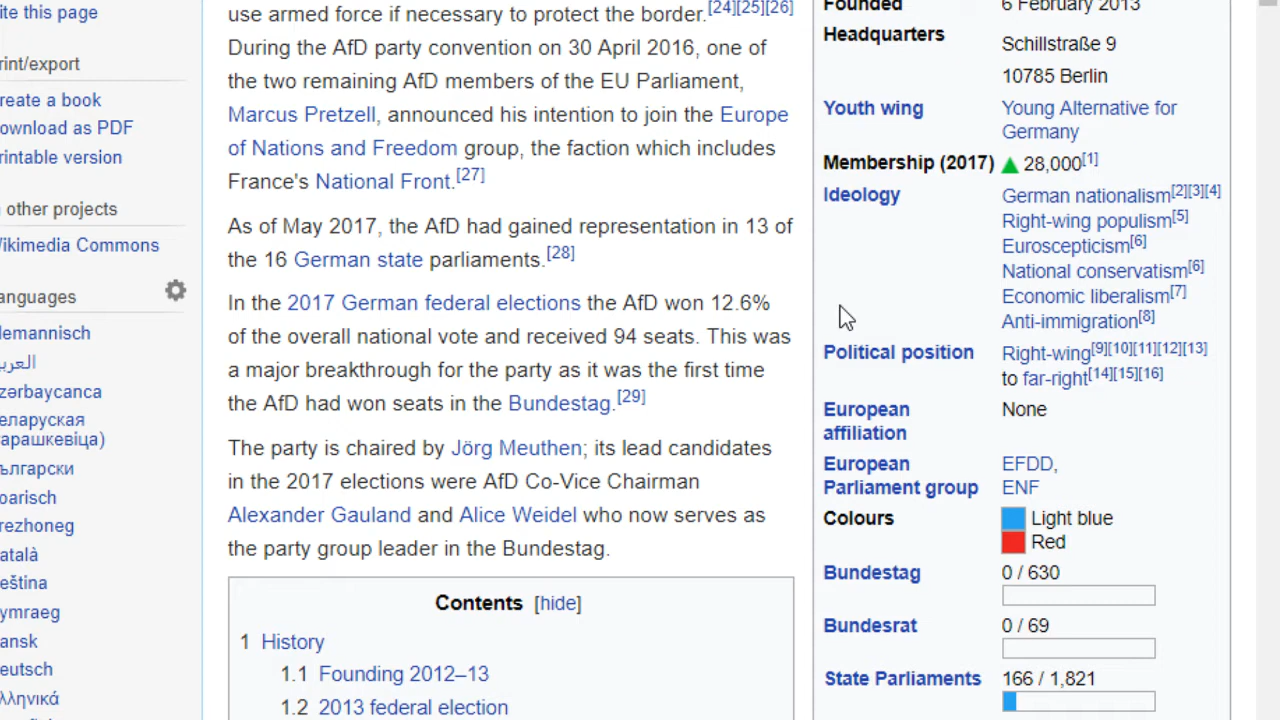 ite this page
rint/export
reate a book
ownload as PDF
rintable version
other projects
ikimedia Commons
anguages
lemannisch
العربي
zərbaycanca
еларуская
арашкевіца)
ългарски
oarisch
rezhoneg
atalà
eština
ymraeg
ansk
eutsch
λληνικά
use armed force if necessary to protect the border.[24][25][26]
During the AfD party convention on 30 April 2016, one of
the two remaining AfD members of the EU Parliament,
Marcus Pretzell, announced his intention to join the Europe
of Nations and Freedom group, the faction which includes
France's National Front.[27]
As of May 2017, the AfD had gained representation in 13 of
the 16 German state parliaments.[28]
In the 2017 German federal elections the AfD won 12.6%
of the overall national vote and received 94 seats. This was
a major breakthrough for the party as it was the first time
the AfD had won seats in the Bundestag.[29]
The party is chaired by Jörg Meuthen; its lead candidates
in the 2017 elections were AfD Co-Vice Chairman
Alexander Gauland and Alice Weidel who now serves as
the party group leader in the Bundestag.
Contents [hide]
1 History
1.1 Founding 2012–13
1.2 2013 federal election
Founded 6 February 2013
Headquarters Schillstraße 9
10785 Berlin
Youth wing Young Alternative for
Germany
Membership (2017) 28,000[1]
Ideology German nationalism[2][3][4]
Right-wing populism[5]
Euroscepticism[6]
National conservatism[6]
Economic liberalism[7]
Anti-immigration[8]
Political position Right-wing[9][10][11][12][13]
to far-right[14][15][16]
European None
affiliation
European EFDD,
Parliament group ENF
Colours Light blue
Red
Bundestag 0 / 630
Bundesrat 0 / 69
State Parliaments 166 / 1,821